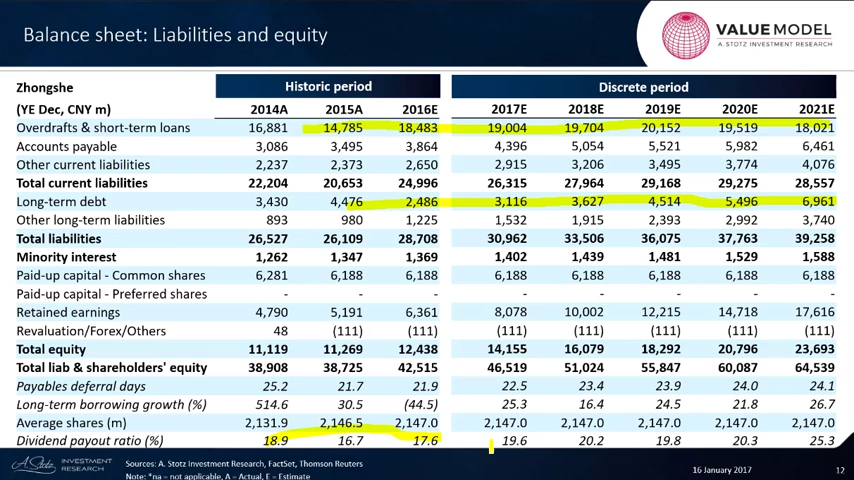 Balance sheet: Liabilities and equity
VALUE MODEL
A. STOTZ INVESTMENT RESEARCH
Zhongshe Historic period Discrete period
(YE Dec, CNY m) 2014A 2015A 2016E 2017E 2018E 2019E 2020E 2021E
Overdrafts & short-term loans 16,881 14,785 18,483 19,004 19,704 20,152 19,519 18,021
Accounts payable 3,086 3,495 3,864 4,396 5,054 5,521 5,982 6,461
Other current liabilities 2,237 2,373 2,650 2,915 3,206 3,495 3,774 4,076
Total current liabilities 22,204 20,653 24,996 26,315 27,964 29,168 29,275 28,557
Long-term debt 3,430 4,476 2,486 3,116 3,627 4,514 5,496 6,961
Other long-term liabilities 893 980 1,225 1,532 1,915 2,393 2,992 3,740
Total liabilities 26,527 26,109 28,708 30,962 33,506 36,075 37,763 39,258
Minority interest 1,262 1,347 1,369 1,402 1,439 1,481 1,529 1,588
Paid-up capital - Common shares 6,281 6,188 6,188 6,188 6,188 6,188 6,188 6,188
Paid-up capital - Preferred shares - - - - - - - -
Retained earnings 4,790 5,191 6,361 8,078 10,002 12,215 14,718 17,616
Revaluation/Forex/Others 48 (111) (111) (111) (111) (111) (111) (111)
Total equity 11,119 11,269 12,438 14,155 16,079 18,292 20,796 23,693
Total liab & shareholders' equity 38,908 38,725 42,515 46,519 51,024 55,847 60,087 64,539
Payables deferral days 25.2 21.7 21.9 22.5 23.4 23.9 24.0 24.1
Long-term borrowing growth (%) 514.6 30.5 (44.5) 25.3 16.4 24.5 21.8 26.7
Average shares (m) 2,131.9 2,146.5 2,147.0 2,147.0 2,147.0 2,147.0 2,147.0 2,147.0
Dividend payout ratio (%) 18.9 16.7 17.6 19.6 20.2 19.8 20.3 25.3
A. Stotz INVESTMENT RESEARCH
Sources: A. Stotz Investment Research, FactSet, Thomson Reuters
Note: *na = not applicable, A = Actual, E = Estimate
16 January 2017
12